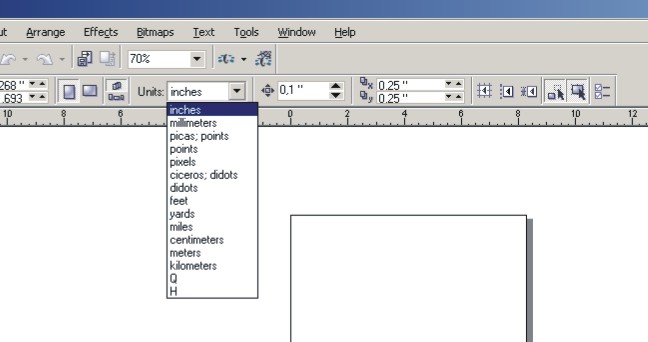 ut Arrange Effects Bitmaps Text Tools Window Help
70%
268 " Units: inches 0,1 " x 0.25 "
.693 y 0.25 "
10 8 6 0 2 4 6 8 10 12
inches
millimeters
picas; points
points
pixels
ciceros; didots
didots
feet
yards
miles
centimeters
meters
kilometers
Q
H